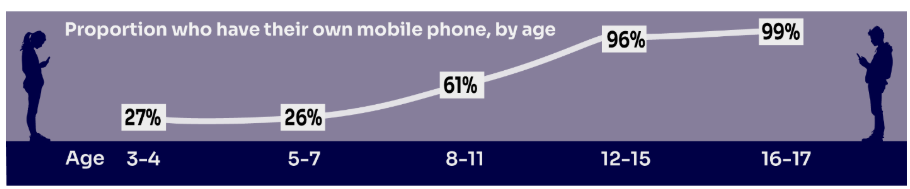 Proportion who have their own mobile phone, by age
27% 26% 61% 96% 99%
Age 3-4 5-7 8-11 12-15 16-17